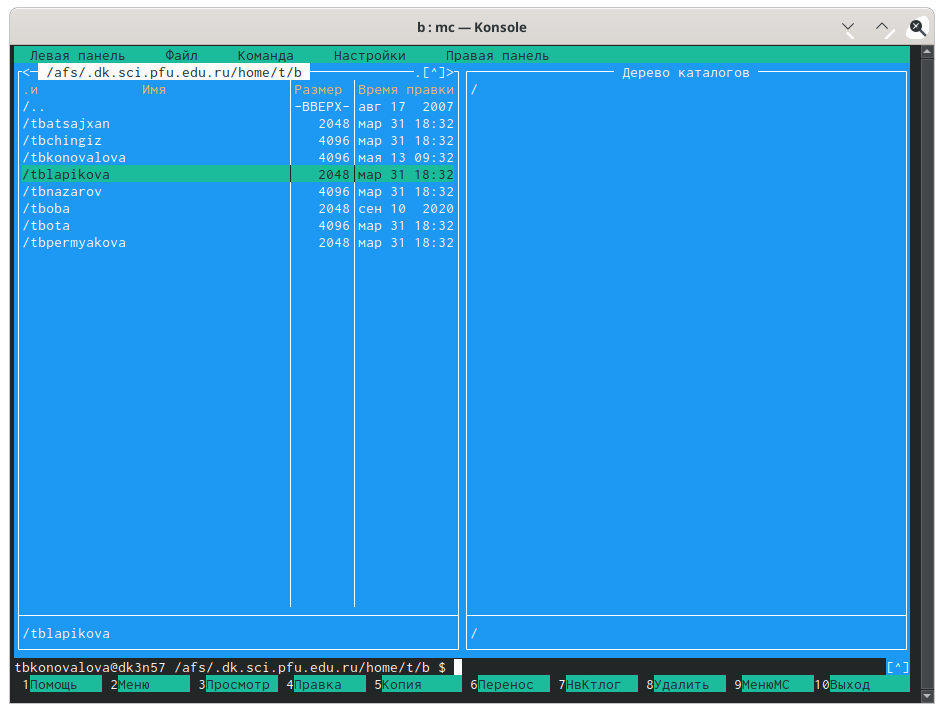 b : mc — Konsole
Левая панель Файл Команда Настройки Правая панель
<— /afs/.dk.sci.pfu.edu.ru/home/t/b .[^]> Дерево каталогов
.и Имя Размер Время правки /
/.. -ВВЕРХ- авг 17 2007
/tbatsajxan 2048 мар 31 18:32
/tbchingiz 4096 мар 31 18:32
/tbkonovalova 4096 мая 13 09:32
/tblapikova 2048 мар 31 18:32
/tbnazarov 4096 мар 31 18:32
/tboba 2048 сен 10 2020
/tbota 4096 мар 31 18:32
/tbpermyakova 2048 мар 31 18:32
/tblapikova /
tbkonovalova@dk3n57 /afs/.dk.sci.pfu.edu.ru/home/t/b $ [^]
1Помощь 2Меню 3Просмотр 4Правка 5Копия 6Перенос 7НвКтлог 8Удалить 9МенюMC 10Выход